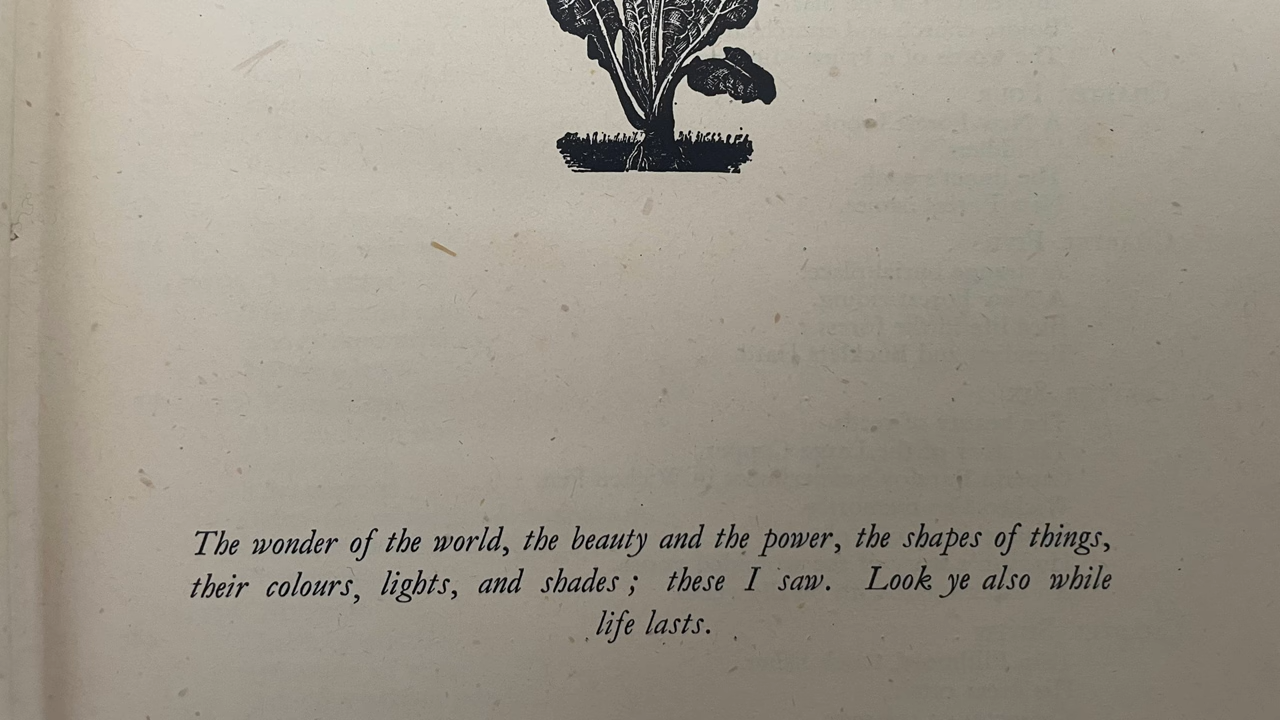 The wonder of the world, the beauty and the power, the shapes of things,
their colours, lights, and shades ; these I saw. Look ye also while
life lasts.